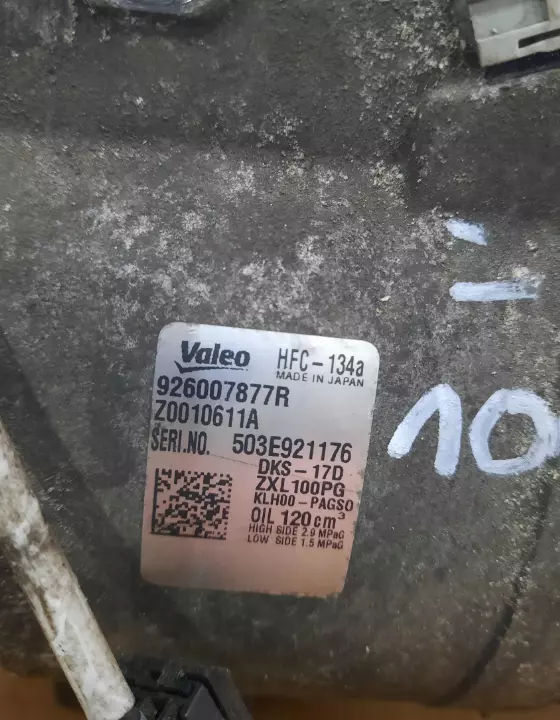 Valeo HFC-134a
MADE IN JAPAN
926007877R
Z0010611A
SERI.NO. 503E921176
DKS-17D
ZXL100PG
KLH00-PAGS0
OIL 120cm³
HIGH SIDE 2.9 MPaG
LOW SIDE 1.5 MPaG
10